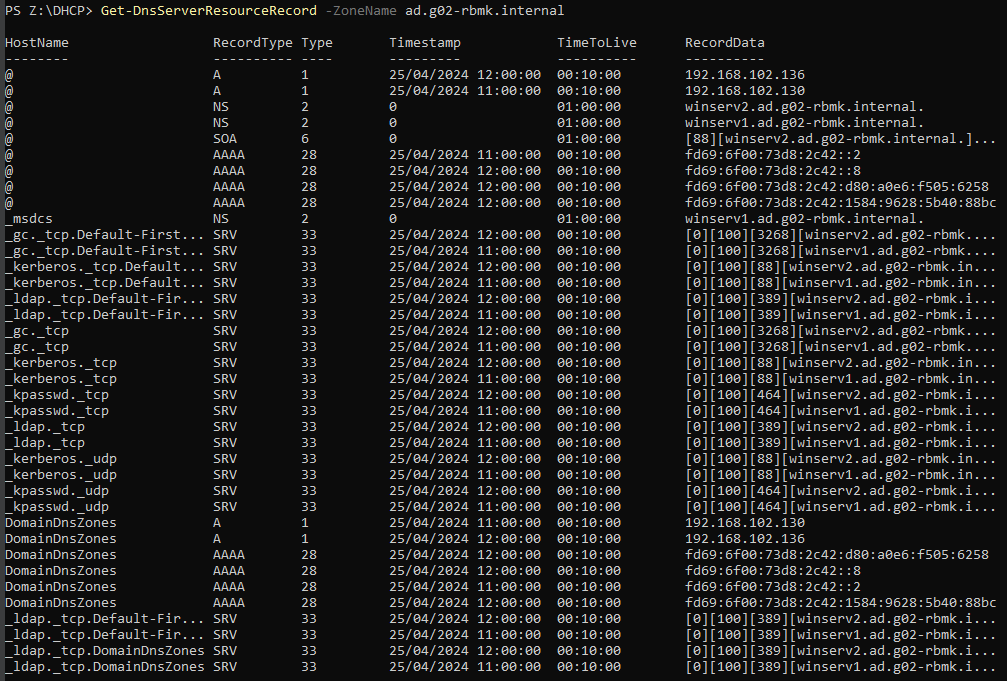 PS Z:\DHCP> Get-DnsServerResourceRecord -ZoneName ad.g02-rbmk.internal
HostName RecordType Type Timestamp TimeToLive RecordData
-------- ---------- ---- --------- ---------- ----------
@ A 1 25/04/2024 12:00:00 00:10:00 192.168.102.136
@ A 1 25/04/2024 11:00:00 00:10:00 192.168.102.130
@ NS 2 0 01:00:00 winserv2.ad.g02-rbmk.internal.
@ NS 2 0 01:00:00 winserv1.ad.g02-rbmk.internal.
@ SOA 6 0 01:00:00 [88][winserv2.ad.g02-rbmk.internal.]...
@ AAAA 28 25/04/2024 11:00:00 00:10:00 fd69:6f00:73d8:2c42::2
@ AAAA 28 25/04/2024 11:00:00 00:10:00 fd69:6f00:73d8:2c42::8
@ AAAA 28 25/04/2024 12:00:00 00:10:00 fd69:6f00:73d8:2c42:d80:a0e6:f505:6258
@ AAAA 28 25/04/2024 12:00:00 00:10:00 fd69:6f00:73d8:2c42:1584:9628:5b40:88bc
_msdcs NS 2 0 01:00:00 winserv1.ad.g02-rbmk.internal.
_gc._tcp.Default-First... SRV 33 25/04/2024 12:00:00 00:10:00 [0][100][3268][winserv2.ad.g02-rbmk....
_gc._tcp.Default-First... SRV 33 25/04/2024 11:00:00 00:10:00 [0][100][3268][winserv1.ad.g02-rbmk....
_kerberos._tcp.Default... SRV 33 25/04/2024 12:00:00 00:10:00 [0][100][88][winserv2.ad.g02-rbmk.in...
_kerberos._tcp.Default... SRV 33 25/04/2024 11:00:00 00:10:00 [0][100][88][winserv1.ad.g02-rbmk.in...
_ldap._tcp.Default-Fir... SRV 33 25/04/2024 12:00:00 00:10:00 [0][100][389][winserv2.ad.g02-rbmk.i...
_ldap._tcp.Default-Fir... SRV 33 25/04/2024 11:00:00 00:10:00 [0][100][389][winserv1.ad.g02-rbmk.i...
_gc._tcp SRV 33 25/04/2024 12:00:00 00:10:00 [0][100][3268][winserv2.ad.g02-rbmk....
_gc._tcp SRV 33 25/04/2024 11:00:00 00:10:00 [0][100][3268][winserv1.ad.g02-rbmk....
_kerberos._tcp SRV 33 25/04/2024 12:00:00 00:10:00 [0][100][88][winserv2.ad.g02-rbmk.in...
_kerberos._tcp SRV 33 25/04/2024 11:00:00 00:10:00 [0][100][88][winserv1.ad.g02-rbmk.in...
_kpasswd._tcp SRV 33 25/04/2024 12:00:00 00:10:00 [0][100][464][winserv2.ad.g02-rbmk.i...
_kpasswd._tcp SRV 33 25/04/2024 11:00:00 00:10:00 [0][100][464][winserv1.ad.g02-rbmk.i...
_ldap._tcp SRV 33 25/04/2024 12:00:00 00:10:00 [0][100][389][winserv2.ad.g02-rbmk.i...
_ldap._tcp SRV 33 25/04/2024 11:00:00 00:10:00 [0][100][389][winserv1.ad.g02-rbmk.i...
_kerberos._udp SRV 33 25/04/2024 12:00:00 00:10:00 [0][100][88][winserv2.ad.g02-rbmk.in...
_kerberos._udp SRV 33 25/04/2024 11:00:00 00:10:00 [0][100][88][winserv1.ad.g02-rbmk.in...
_kpasswd._udp SRV 33 25/04/2024 12:00:00 00:10:00 [0][100][464][winserv2.ad.g02-rbmk.i...
_kpasswd._udp SRV 33 25/04/2024 11:00:00 00:10:00 [0][100][464][winserv1.ad.g02-rbmk.i...
DomainDnsZones A 1 25/04/2024 11:00:00 00:10:00 192.168.102.130
DomainDnsZones A 1 25/04/2024 12:00:00 00:10:00 192.168.102.136
DomainDnsZones AAAA 28 25/04/2024 12:00:00 00:10:00 fd69:6f00:73d8:2c42:d80:a0e6:f505:6258
DomainDnsZones AAAA 28 25/04/2024 11:00:00 00:10:00 fd69:6f00:73d8:2c42::8
DomainDnsZones AAAA 28 25/04/2024 11:00:00 00:10:00 fd69:6f00:73d8:2c42::2
DomainDnsZones AAAA 28 25/04/2024 12:00:00 00:10:00 fd69:6f00:73d8:2c42:1584:9628:5b40:88bc
_ldap._tcp.Default-Fir... SRV 33 25/04/2024 12:00:00 00:10:00 [0][100][389][winserv2.ad.g02-rbmk.i...
_ldap._tcp.Default-Fir... SRV 33 25/04/2024 11:00:00 00:10:00 [0][100][389][winserv1.ad.g02-rbmk.i...
_ldap._tcp.DomainDnsZones SRV 33 25/04/2024 12:00:00 00:10:00 [0][100][389][winserv2.ad.g02-rbmk.i...
_ldap._tcp.DomainDnsZones SRV 33 25/04/2024 11:00:00 00:10:00 [0][100][389][winserv1.ad.g02-rbmk.i...